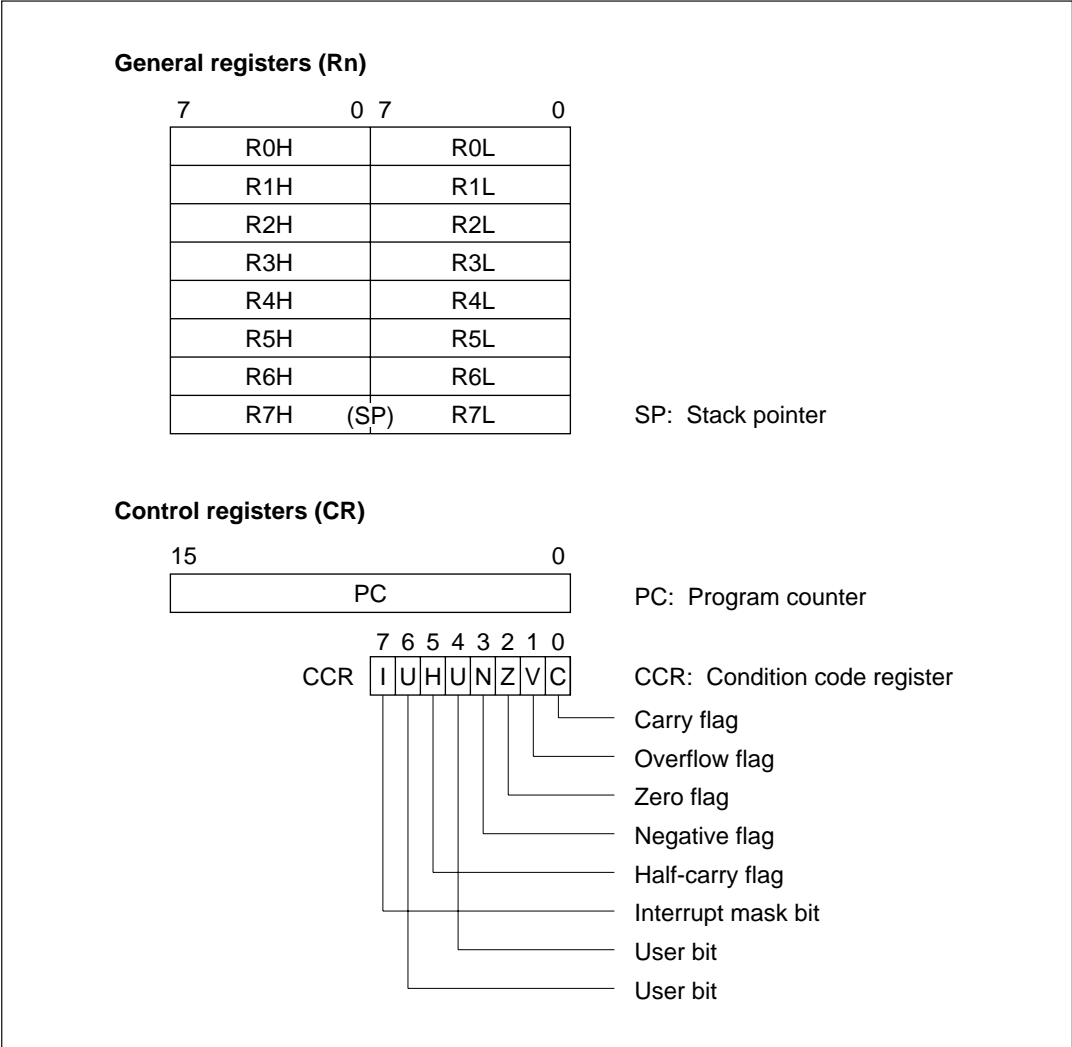 General registers (Rn)
7 0 7 0
R0H R0L
R1H R1L
R2H R2L
R3H R3L
R4H R4L
R5H R5L
R6H R6L
R7H (SP) R7L SP: Stack pointer
Control registers (CR)
15 0
PC PC: Program counter
7 6 5 4 3 2 1 0
CCR I U H U N Z V C CCR: Condition code register
Carry flag
Overflow flag
Zero flag
Negative flag
Half-carry flag
Interrupt mask bit
User bit
User bit